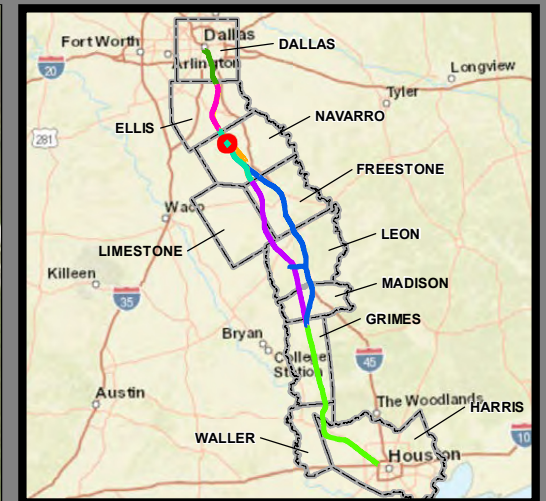 Fort Worth
Dallas
DALLAS
Arlington
20
Longview
Tyler
ELLIS
NAVARRO
281
FREESTONE
Waco
LEON
LIMESTONE
Killeen
MADISON
35
GRIMES
Bryan
College
Station
45
Austin
The Woodlands
HARRIS
WALLER
10
Houston